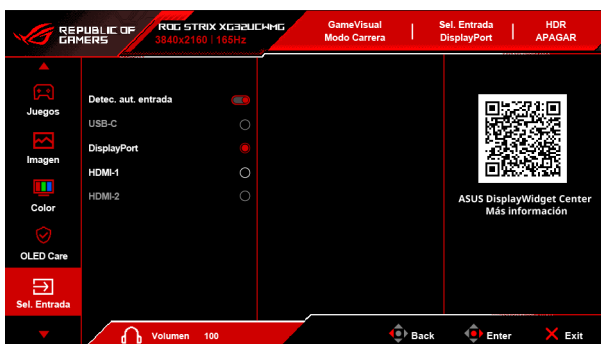 REPUBLIC OF
GAMERS
ROG STRIX XG32UCWMG
3840x2160 | 165Hz
GameVisual
Modo Carrera
Sel. Entrada
DisplayPort
HDR
APAGAR
Juegos
Imagen
Color
OLED Care
Sel. Entrada
Detec. aut. entrada
USB-C
DisplayPort
HDMI-1
HDMI-2
ASUS DisplayWidget Center
Más información
Volumen 100
Back
Enter
Exit